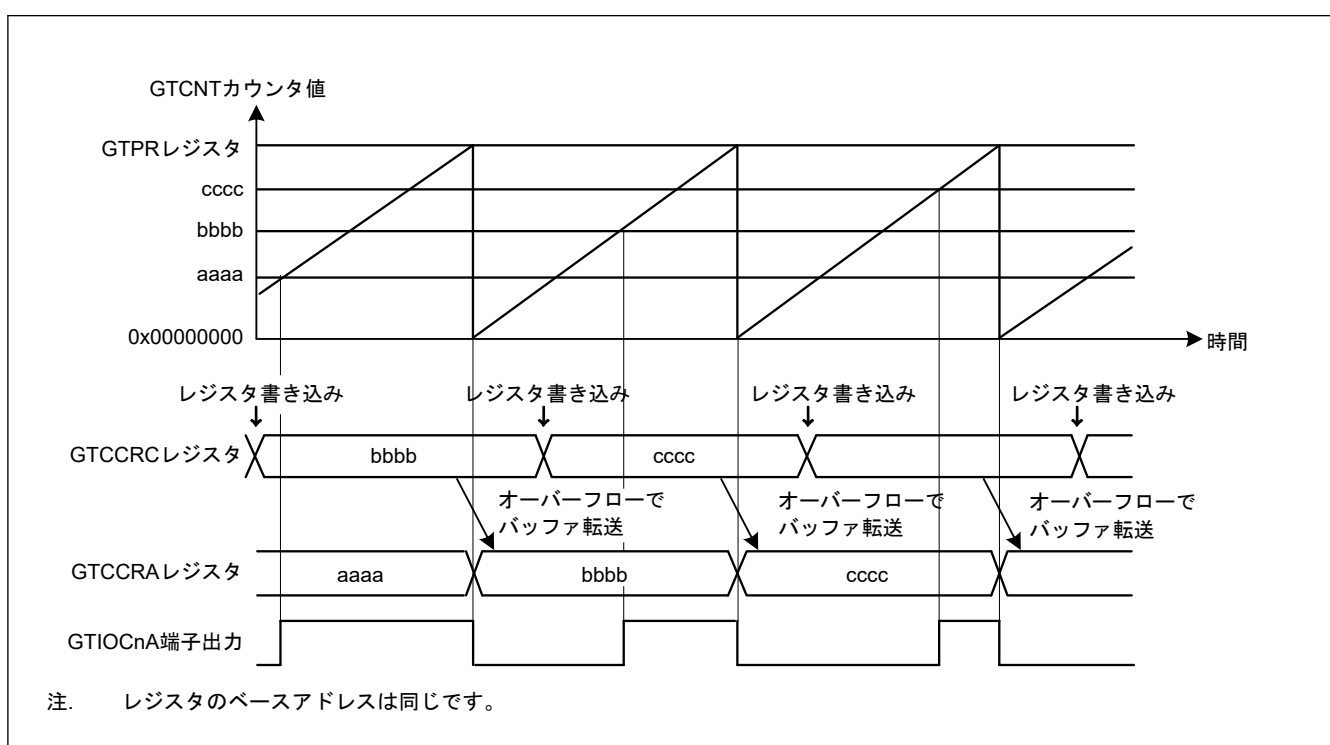 GTCNTカウンタ値
GTPRレジスタ
cccc
bbbb
aaaa
0x00000000
時間
レジスタ書き込み レジスタ書き込み レジスタ書き込み レジスタ書き込み
GTCCRCレジスタ bbbb cccc
オーバーフローで オーバーフローで オーバーフローで
バッファ転送 バッファ転送 バッファ転送
GTCCRAレジスタ aaaa bbbb cccc
GTIOCnA端子出力
注. レジスタのベースアドレスは同じです。